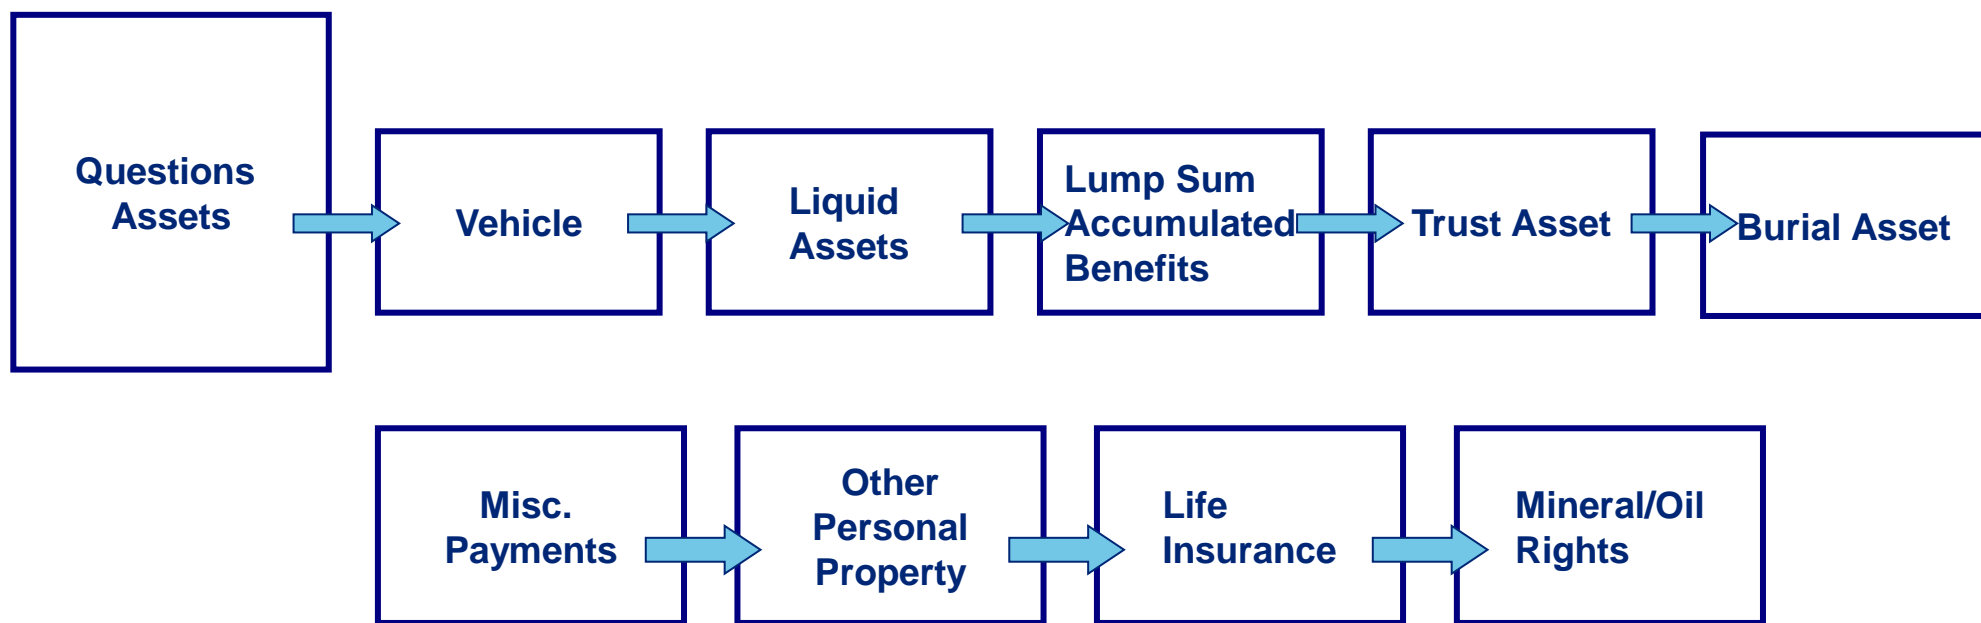 Questions
Assets
Vehicle
Liquid
Assets
Lump Sum
Accumulated
Benefits
Trust Asset
Burial Asset
Misc.
Payments
Other
Personal
Property
Life
Insurance
Mineral/Oil
Rights